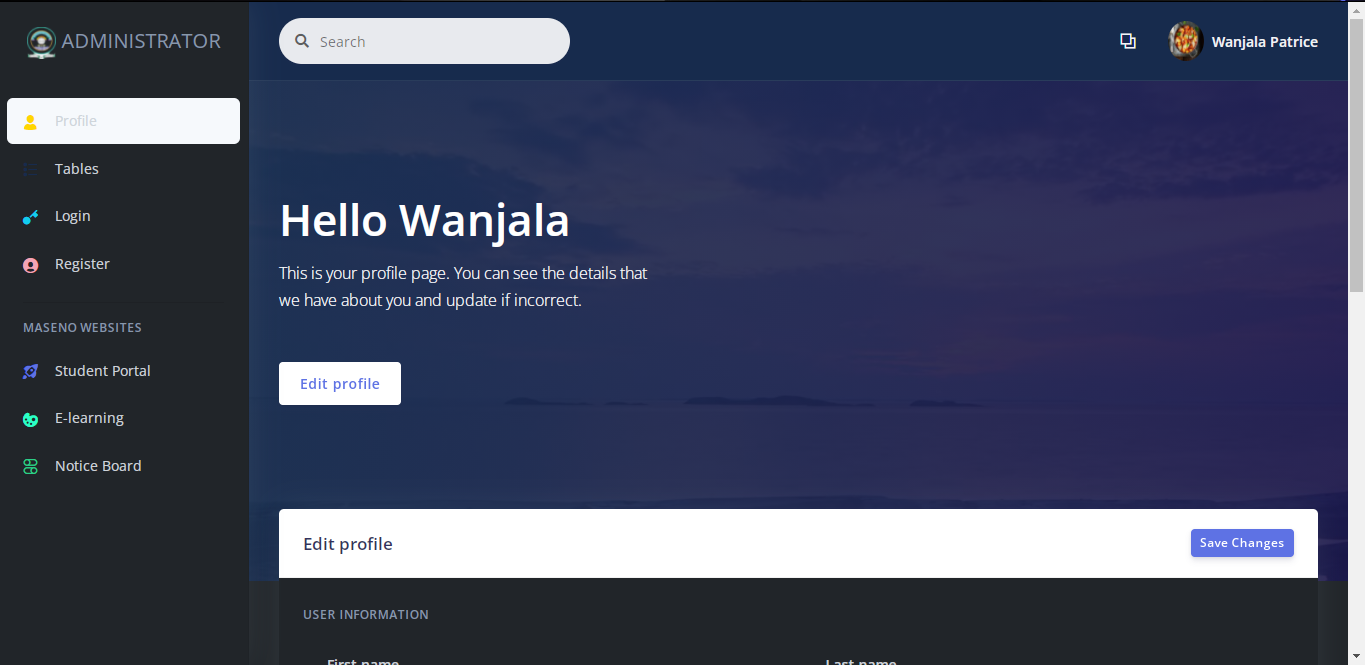 ADMINISTRATOR
Search
Wanjala Patrice
Profile
Tables
Login
Register
MASENO WEBSITES
Student Portal
E-learning
Notice Board
Hello Wanjala
This is your profile page. You can see the details that
we have about you and update if incorrect.
Edit profile
Edit profile
Save Changes
USER INFORMATION
First name
Last name